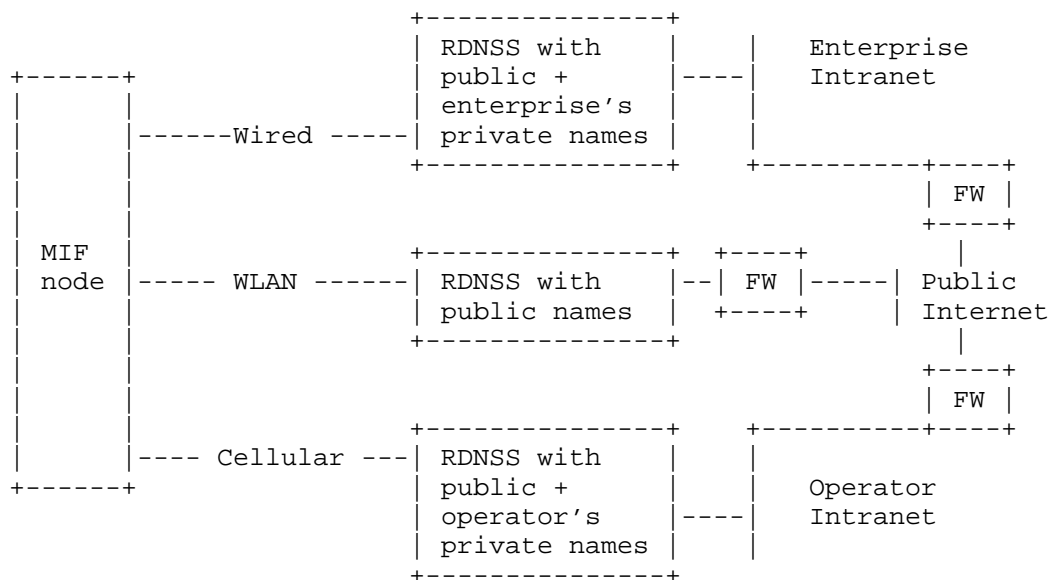 RDNSS with Enterprise
public + Intranet
enterprise's
Wired private names
FW
MIF
node WLAN RDNSS with FW Public
public names Internet
FW
Cellular RDNSS with
public + Operator
operator's Intranet
private names